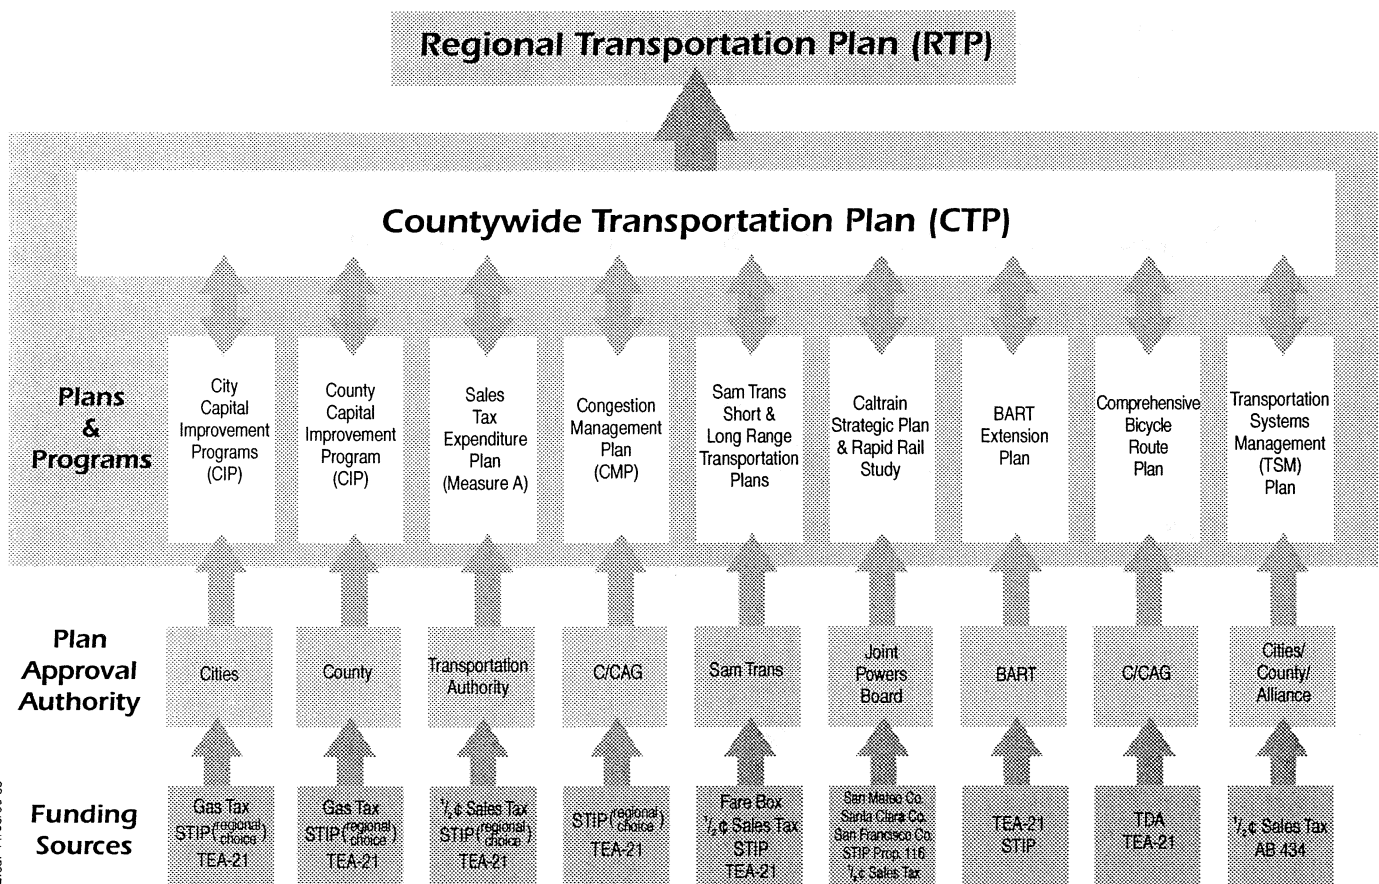 Regional Transportation Plan (RTP)
Countywide Transportation Plan (CTP)
Plans
&
Programs
City
Capital
Improvement
Programs (CIP)
County
Capital
Improvement
Program
(CIP)
Sales
Tax
Expenditure
Plan
(Measure A)
Congestion
Management
Plan
(CMP)
Sam Trans
Short &
Long Range
Transportation
Plans
Caltrain
Strategic Plan
& Rapid Rail
Study
BART
Extension
Plan
Comprehensive
Bicycle
Route
Plan
Transportation
Systems
Management
(TSM)
Plan
Plan
Approval
Authority
Cities
County
Transportation
Authority
C/CAG
Sam Trans
Joint
Powers
Board
BART
C/CAG
Cities/
County/
Alliance
Funding
Sources
Gas Tax
STIP (regional choice)
TEA-21
Gas Tax
STIP (regional choice)
TEA-21
1/2¢ Sales Tax
STIP (regional choice)
TEA-21
STIP (regional choice)
TEA-21
Fare Box
1/2¢ Sales Tax
STIP
TEA-21
San Mateo Co.
Santa Clara Co.
San Francisco Co.
STIP Prop. 116
1/2¢ Sales Tax
TEA-21
STIP
TDA
TEA-21
1/2¢ Sales Tax
AB 434